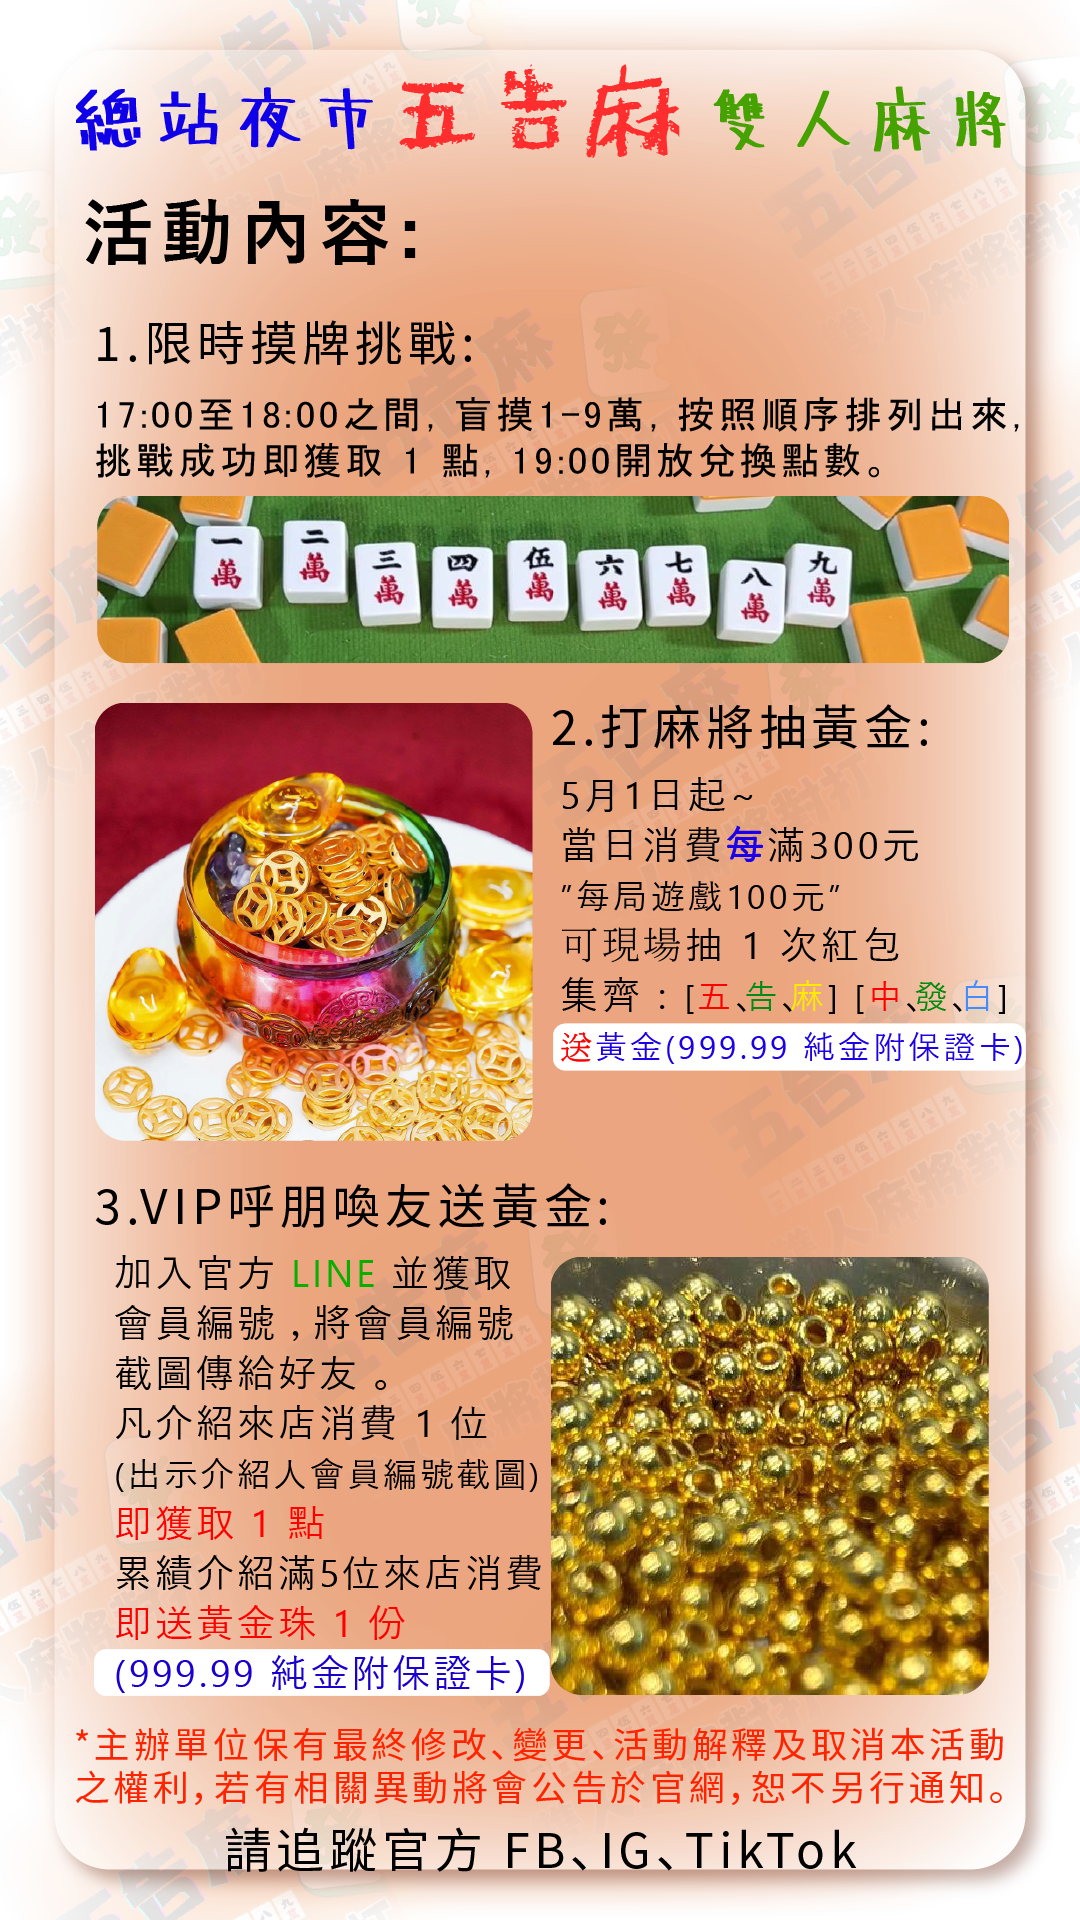 總站夜市五告麻雙人麻將
活動內容:
1.限時摸牌挑戰:
17:00至18:00之間, 盲摸1-9萬, 按照順序排列出來,
挑戰成功即獲取 1 點, 19:00開放兌換點數。
一萬 二萬 三萬 四萬 伍萬 六萬 七萬 八萬 九萬
2.打麻將抽黃金:
5月1日起~
當日消費每滿300元
"每局遊戲100元"
可現場抽 1 次紅包
集齊 : [五、告、麻] [中、發、白]
送黃金(999.99 純金附保證卡)
3.VIP呼朋喚友送黃金:
加入官方 LINE 並獲取
會員編號 , 將會員編號
截圖傳給好友 。
凡介紹來店消費 1 位
(出示介紹人會員編號截圖)
即獲取 1 點
累績介紹滿5位來店消費
即送黃金珠 1 份
(999.99 純金附保證卡)
*主辦單位保有最終修改、變更、活動解釋及取消本活動
之權利, 若有相關異動將會公告於官網, 恕不另行通知。
請追蹤官方 FB、IG、TikTok